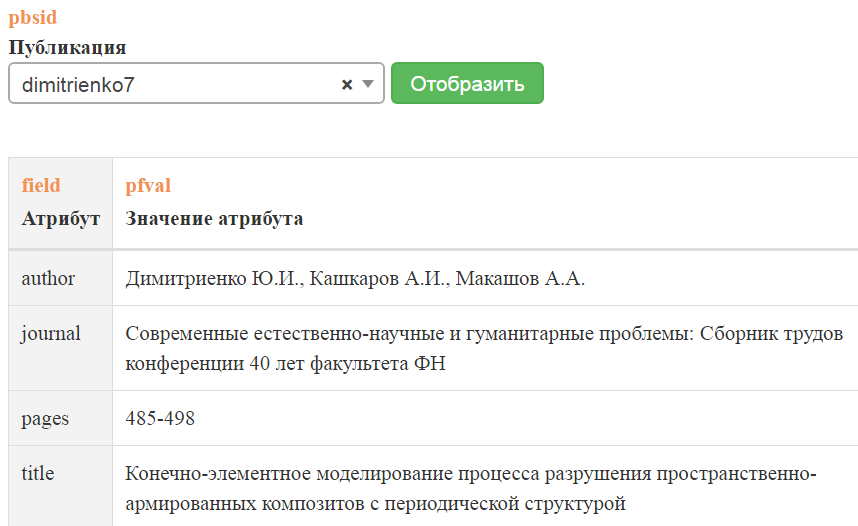 pbsid
Публикация
dimitrienko7 × Отобразить
field pfval
Атрибут Значение атрибута
author Димитриенко Ю.И., Кашкаров А.И., Макашов А.А.
journal Современные естественно-научные и гуманитарные проблемы: Сборник трудов
конференции 40 лет факультета ФН
pages 485-498
title Конечно-элементное моделирование процесса разрушения пространственно-
армированных композитов с периодической структурой